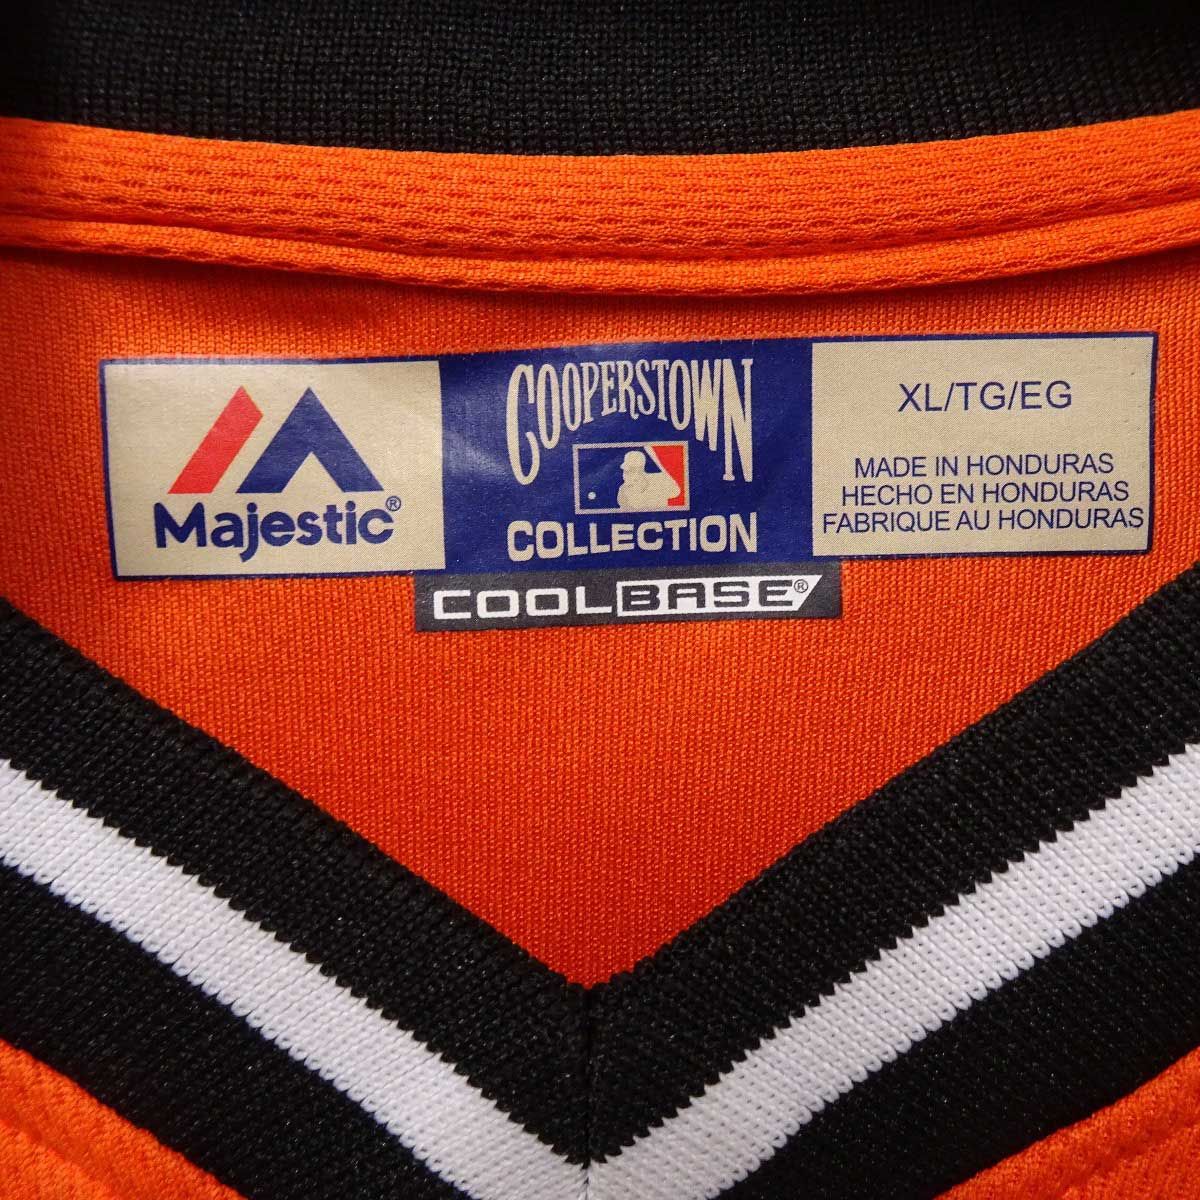 Majestic®
COOPERSTOWN
COLLECTION
XL/TG/EG
MADE IN HONDURAS
HECHO EN HONDURAS
FABRIQUE AU HONDURAS
COOLBASE®